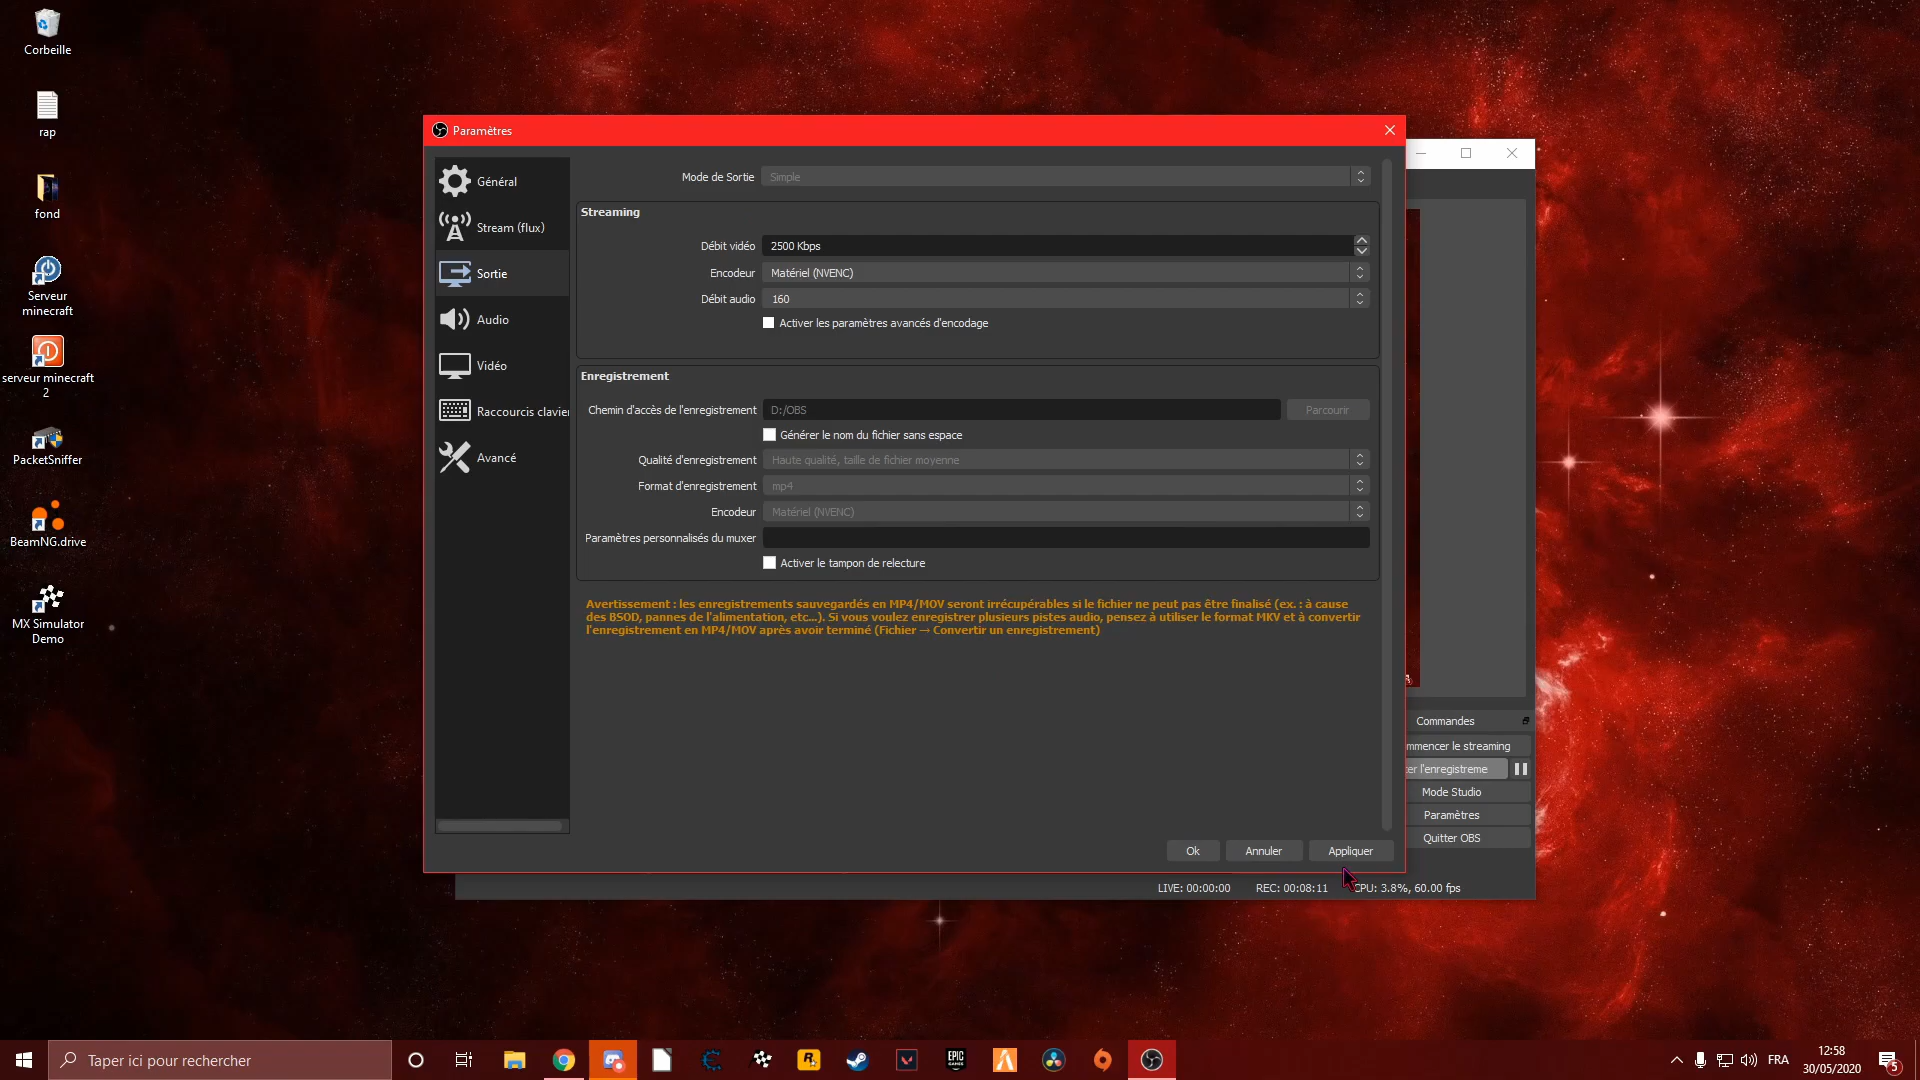 Corbeille
rap
fond
Serveur
minecraft
serveur minecraft
2
PacketSniffer
BeamNG.drive
MX Simulator
Demo
Paramètres
Général
Stream (flux)
Sortie
Audio
Vidéo
Raccourcis clavier
Avancé
Mode de Sortie Simple
Streaming
Débit vidéo 2500 Kbps
Encodeur Matériel (NVENC)
Débit audio 160
Activer les paramètres avancés d'encodage
Enregistrement
Chemin d'accès de l'enregistrement D:/OBS Parcourir
Générer le nom du fichier sans espace
Qualité d'enregistrement Haute qualité, taille de fichier moyenne
Format d'enregistrement mp4
Encodeur Matériel (NVENC)
Paramètres personnalisés du muxer
Activer le tampon de relecture
Avertissement : les enregistrements sauvegardés en MP4/MOV seront irrécupérables si le fichier ne peut pas être finalisé (ex. : à cause
des BSOD, pannes de l'alimentation, etc...). Si vous voulez enregistrer plusieurs pistes audio, pensez à utiliser le format MKV et à convertir
l'enregistrement en MP4/MOV après avoir terminé (Fichier → Convertir un enregistrement)
Ok Annuler Appliquer
Commandes
mmencer le streaming
er l'enregistreme
Mode Studio
Paramètres
Quitter OBS
LIVE: 00:00:00 REC: 00:08:11 CPU: 3.8%, 60.00 fps
Taper ici pour rechercher
EPIC
GAMES
FRA
12:58
30/05/2020
5